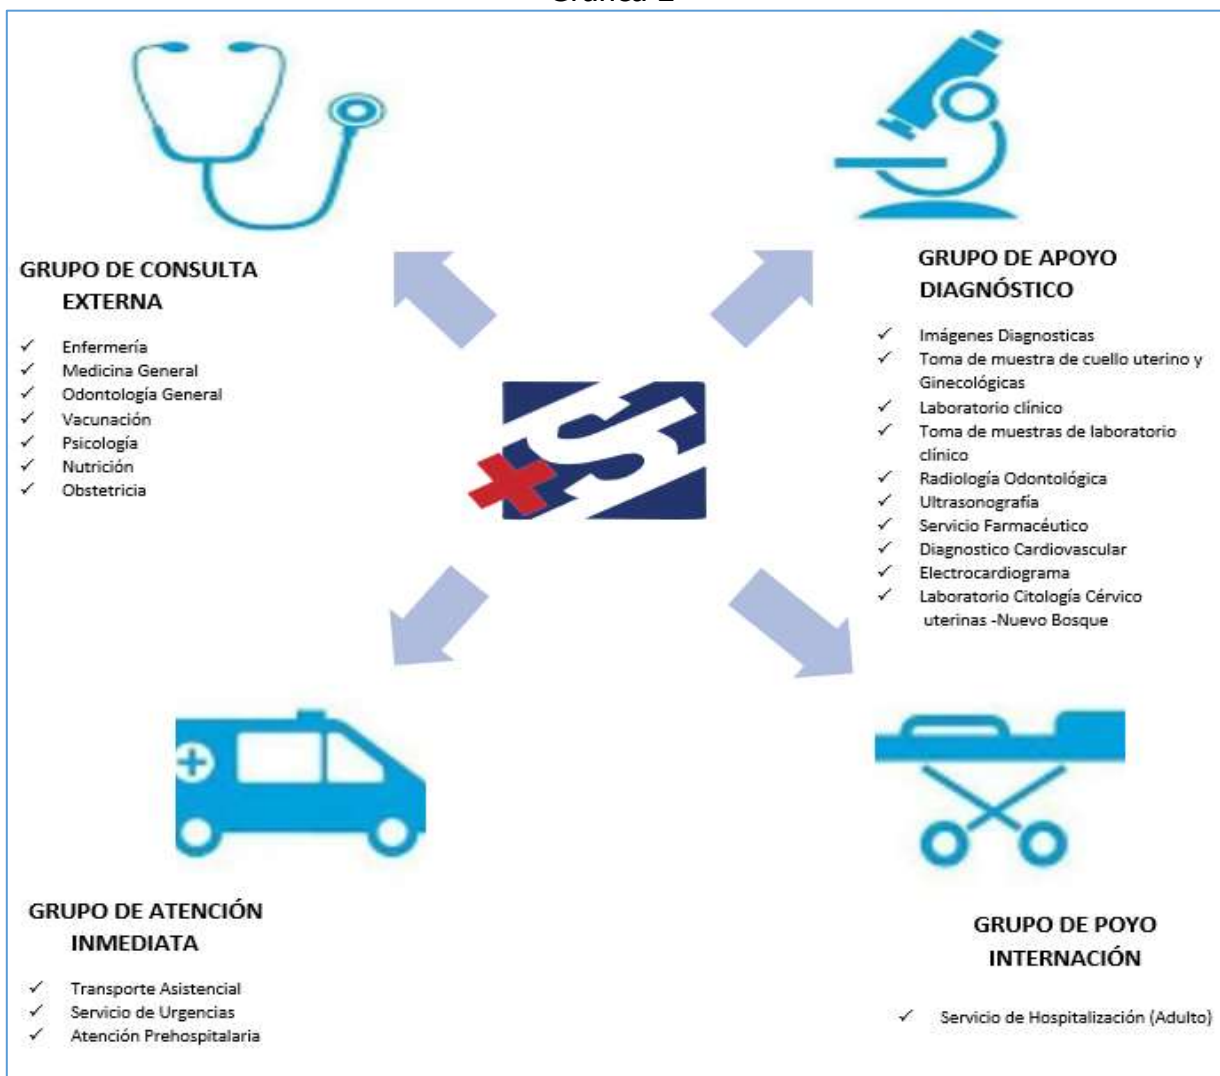 GRUPO DE CONSULTA
EXTERNA
✓ Enfermería
✓ Medicina General
✓ Odontología General
✓ Vacunación
✓ Psicología
✓ Nutrición
✓ Obstetricia
GRUPO DE APOYO
DIAGNÓSTICO
✓ Imágenes Diagnosticas
✓ Toma de muestra de cuello uterino y
Ginecológicas
✓ Laboratorio clínico
✓ Toma de muestras de laboratorio
clínico
✓ Radiología Odontológica
✓ Ultrasonografía
✓ Servicio Farmacéutico
✓ Diagnostico Cardiovascular
✓ Electrocardiograma
✓ Laboratorio Citología Cérvico
uterinas -Nuevo Bosque
GRUPO DE ATENCIÓN
INMEDIATA
✓ Transporte Asistencial
✓ Servicio de Urgencias
✓ Atención Prehospitalaria
GRUPO DE POYO
INTERNACIÓN
✓ Servicio de Hospitalización (Adulto)